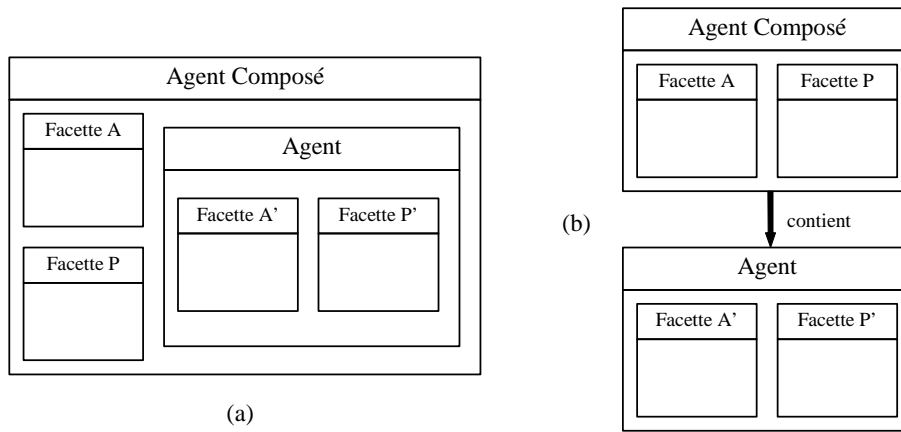 Agent Composé
Facette A
Agent
Facette A’
Facette P’
Facette P
(a)
Agent Composé
Facette A
Facette P
(b)
contient
Agent
Facette A’
Facette P’